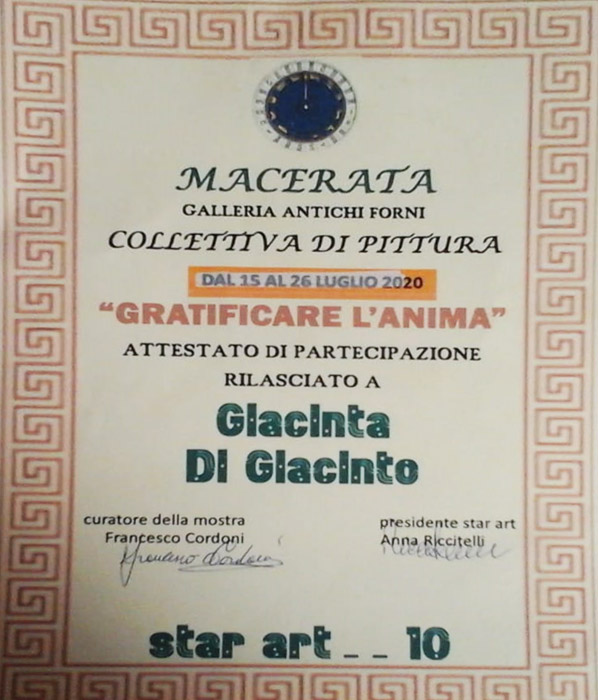 MACERATA
GALLERIA ANTICHI FORNI
COLLETTIVA DI PITTURA
DAL 15 AL 26 LUGLIO 2020
"GRATIFICARE L'ANIMA"
ATTESTATO DI PARTECIPAZIONE
RILASCIATO A
Giacinta
Di Giacinto
curatore della mostra
Francesco Cordoni
presidente star art
Anna Riccitelli
star art _ _ 10